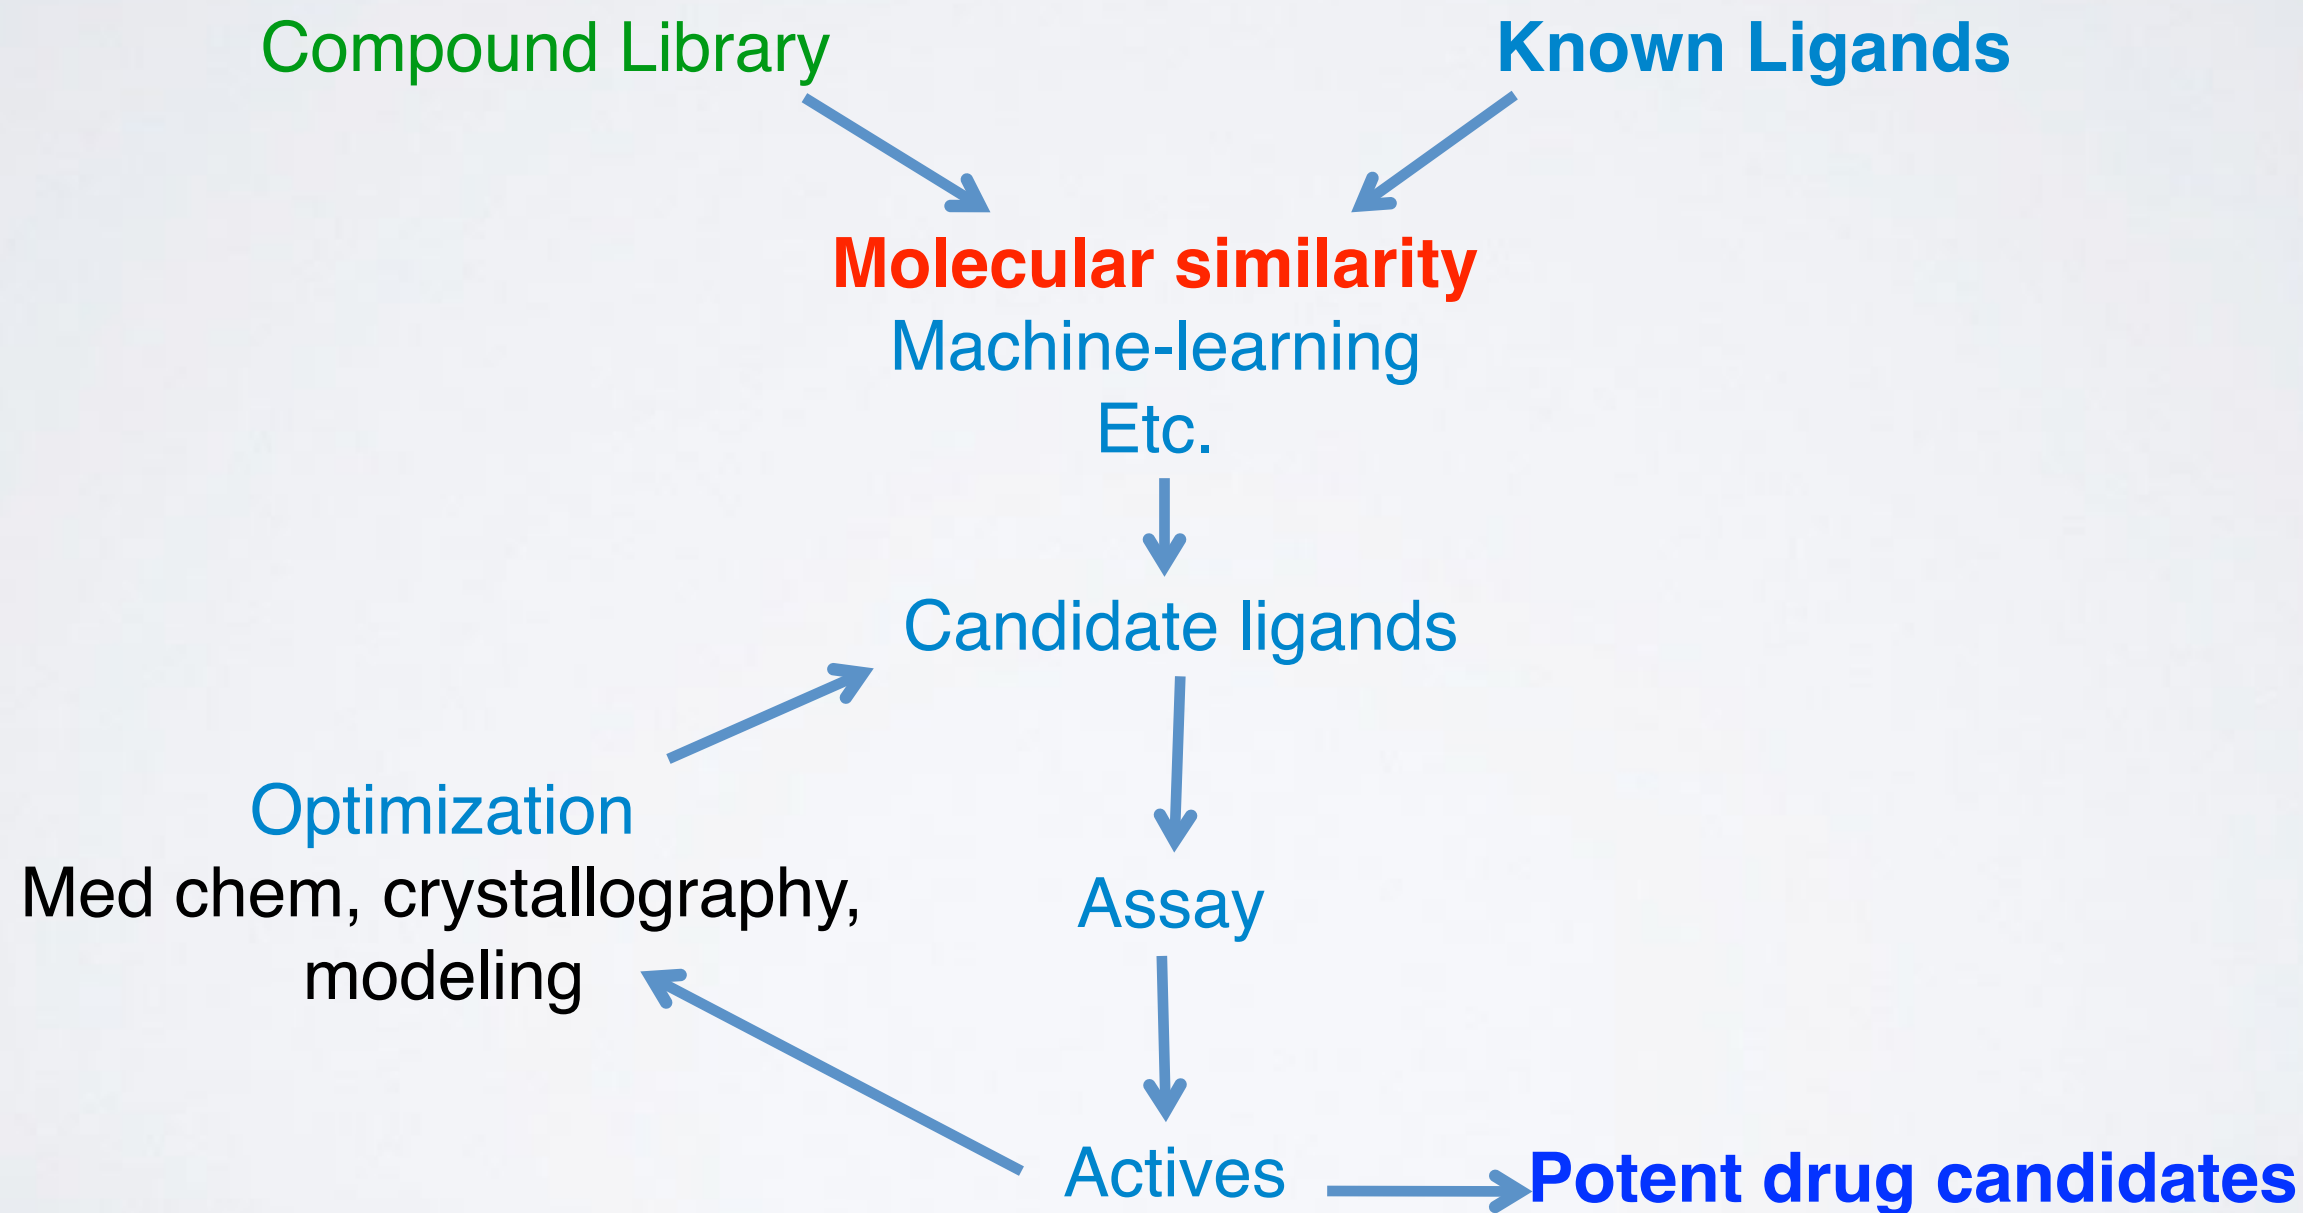 Compound Library
Known Ligands
Molecular similarity
Machine-learning
Etc.
Candidate ligands
Optimization
Med chem, crystallography,
modeling
Assay
Actives
Potent drug candidates